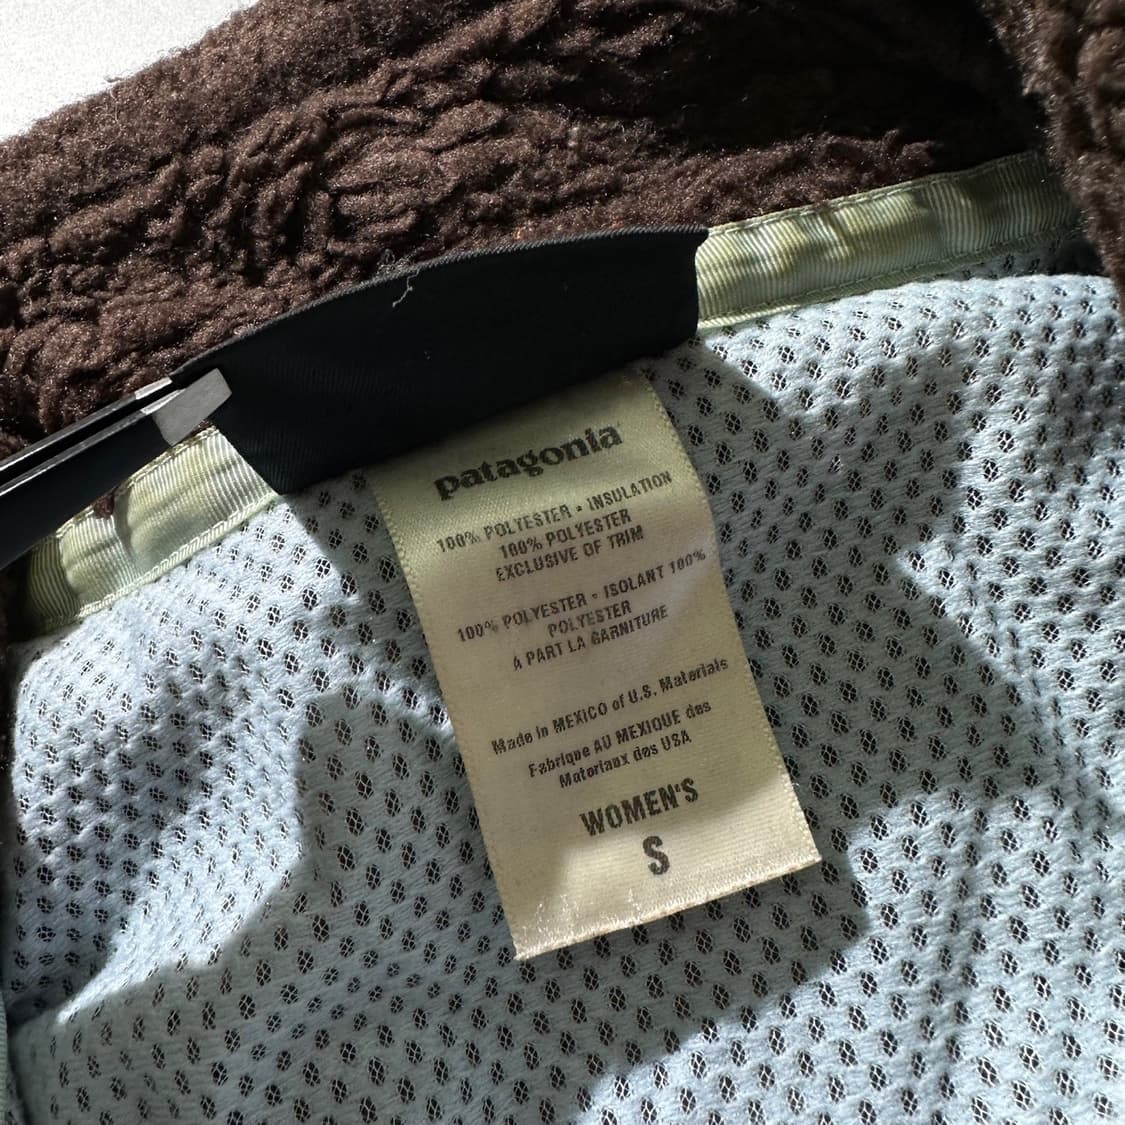 patagonia
100% POLYESTER • INSULATION
100% POLYESTER
EXCLUSIVE OF TRIM
100% POLYESTER - ISOLANT 100%
POLYESTER
À PART LA GARNITURE
Made in MEXICO of U.S. Materials
Fabrique AU MEXIQUE des
Materiaux des USA
WOMEN'S
S